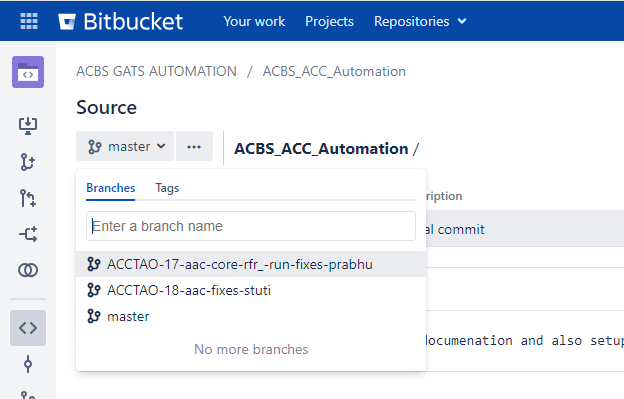 Bitbucket Your work Projects Repositories
ACBS GATS AUTOMATION / ACBS_ACC_Automation
Source
master ... ACBS_ACC_Automation /
Branches Tags
ription
Enter a branch name
al commit
ACCTAO-17-aac-core-rfr_-run-fixes-prabhu
ACCTAO-18-aac-fixes-stuti
master
documenation and also setup
No more branches